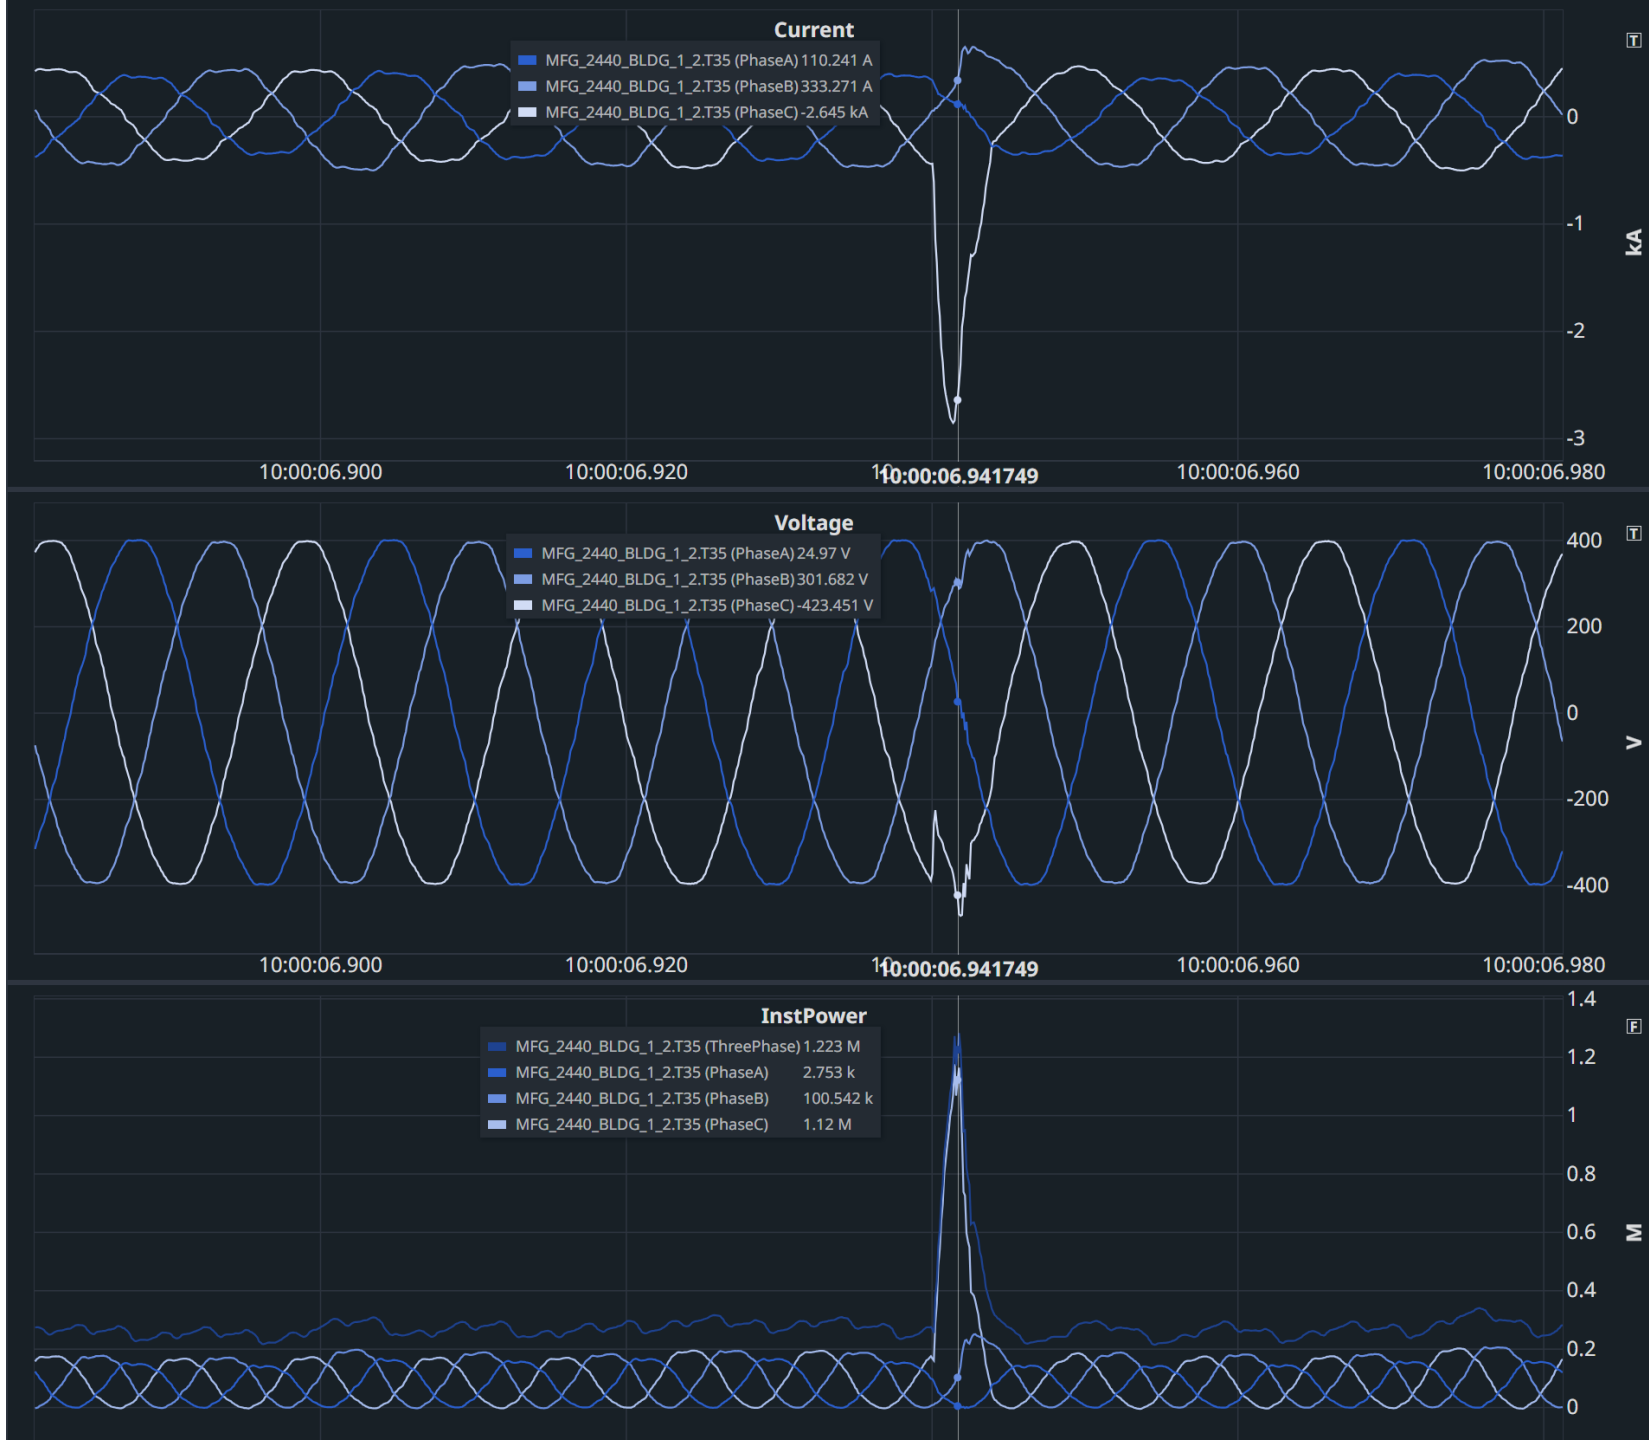 Current
T
MFG_2440_BLDG_1_2.T35 (PhaseA) 110.241 A
MFG_2440_BLDG_1_2.T35 (PhaseB) 333.271 A
MFG_2440_BLDG_1_2.T35 (PhaseC) -2.645 kA
0
-1
kA
-2
-3
10:00:06.900
10:00:06.920
10:00:06.941749
10:00:06.960
10:00:06.980
Voltage
T
MFG_2440_BLDG_1_2.T35 (PhaseA) 24.97 V
MFG_2440_BLDG_1_2.T35 (PhaseB) 301.682 V
MFG_2440_BLDG_1_2.T35 (PhaseC) -423.451 V
400
200
0
V
-200
-400
10:00:06.900
10:00:06.920
10:00:06.941749
10:00:06.960
10:00:06.980
InstPower
F
MFG_2440_BLDG_1_2.T35 (ThreePhase) 1.223 M
MFG_2440_BLDG_1_2.T35 (PhaseA) 2.753 k
MFG_2440_BLDG_1_2.T35 (PhaseB) 100.542 k
MFG_2440_BLDG_1_2.T35 (PhaseC) 1.12 M
1.4
1.2
1
0.8
0.6
M
0.4
0.2
0